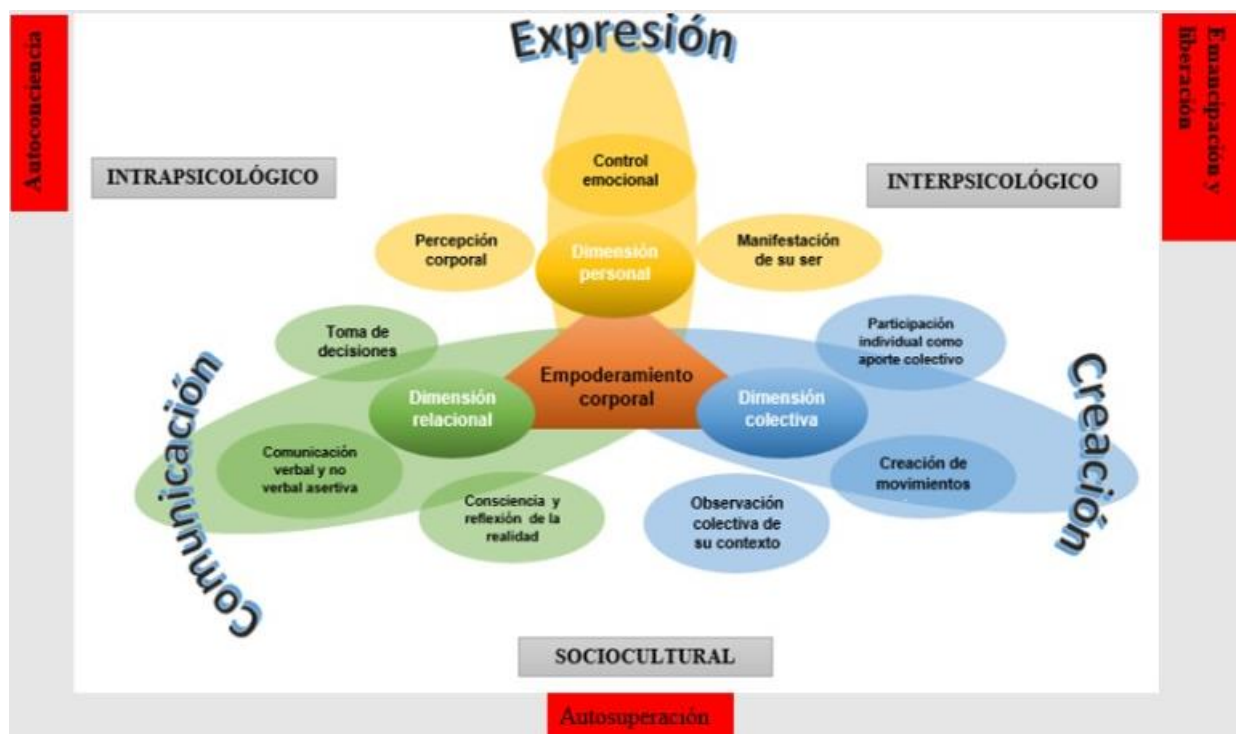 Expresión
Autoconciencia
Emancipación y
liberación
INTRAPSICOLÓGICO
INTERPSICOLÓGICO
Control
emocional
Percepción
corporal
Dimensión
personal
Manifestación
de su ser
Toma de
decisiones
Participación
individual como
aporte colectivo
Empoderamiento
corporal
Dimensión
relacional
Dimensión
colectiva
Comunicación
Creación
Comunicación
verbal y no
verbal asertiva
Creación de
movimientos
Consciencia y
reflexión de la
realidad
Observación
colectiva de
su contexto
SOCIOCULTURAL
Autosuperación